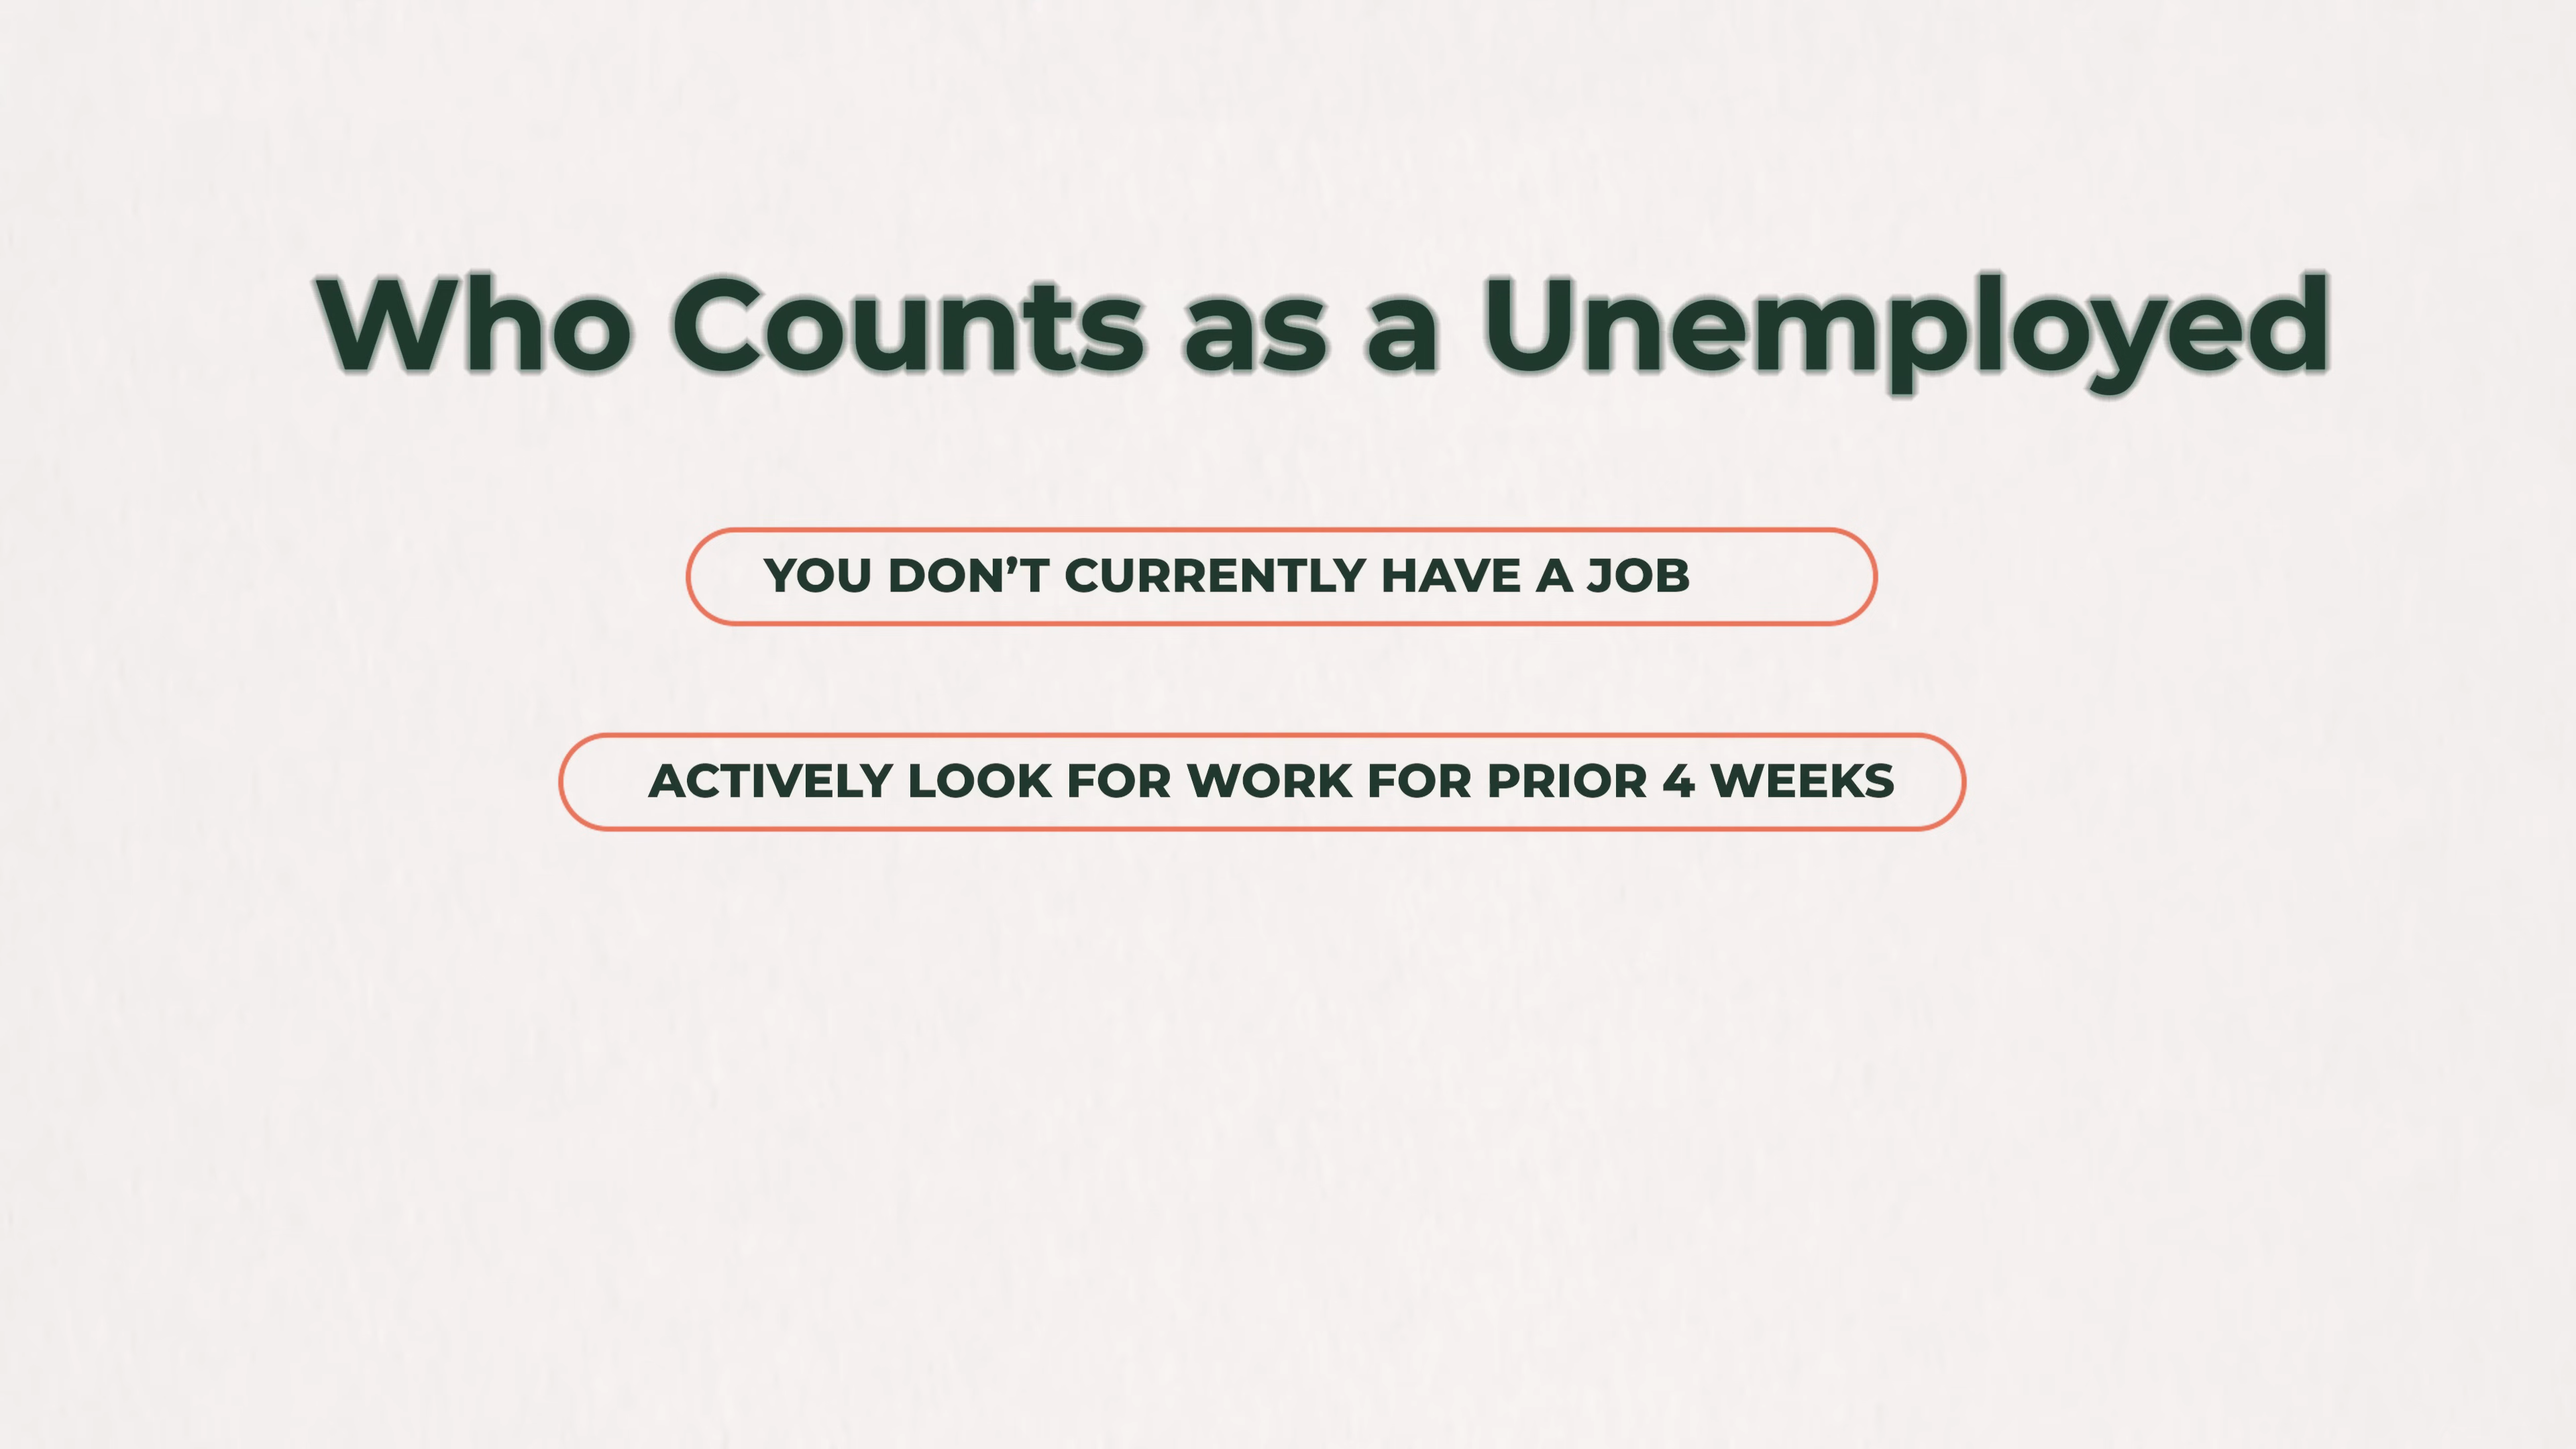 Who Counts as a Unemployed
YOU DON’T CURRENTLY HAVE A JOB
ACTIVELY LOOK FOR WORK FOR PRIOR 4 WEEKS